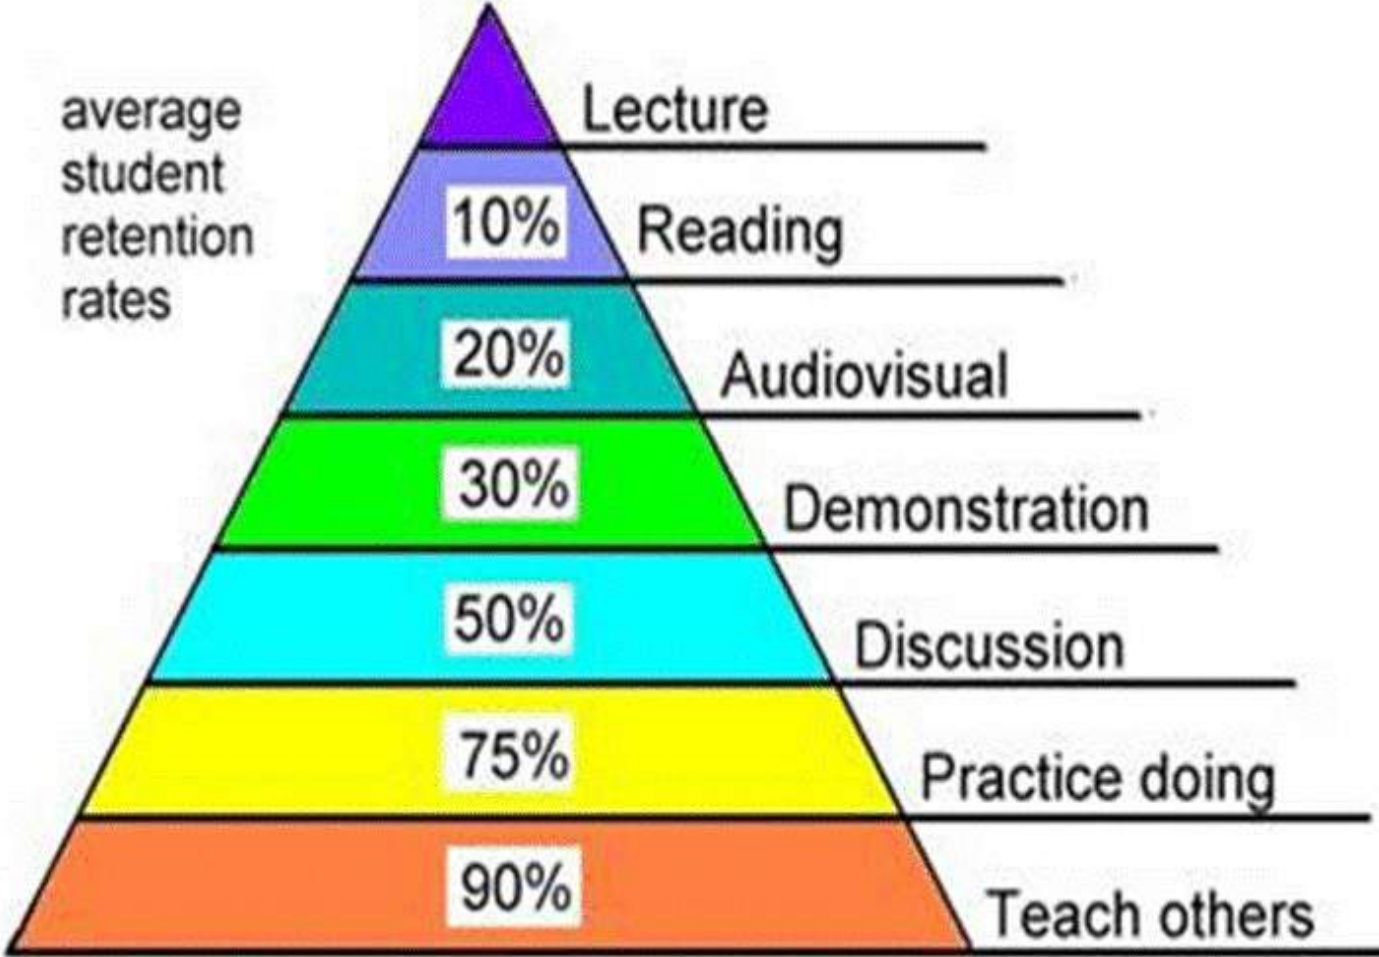 average
student
retention
rates
Lecture
10% Reading
20% Audiovisual
30% Demonstration
50% Discussion
75% Practice doing
90% Teach others